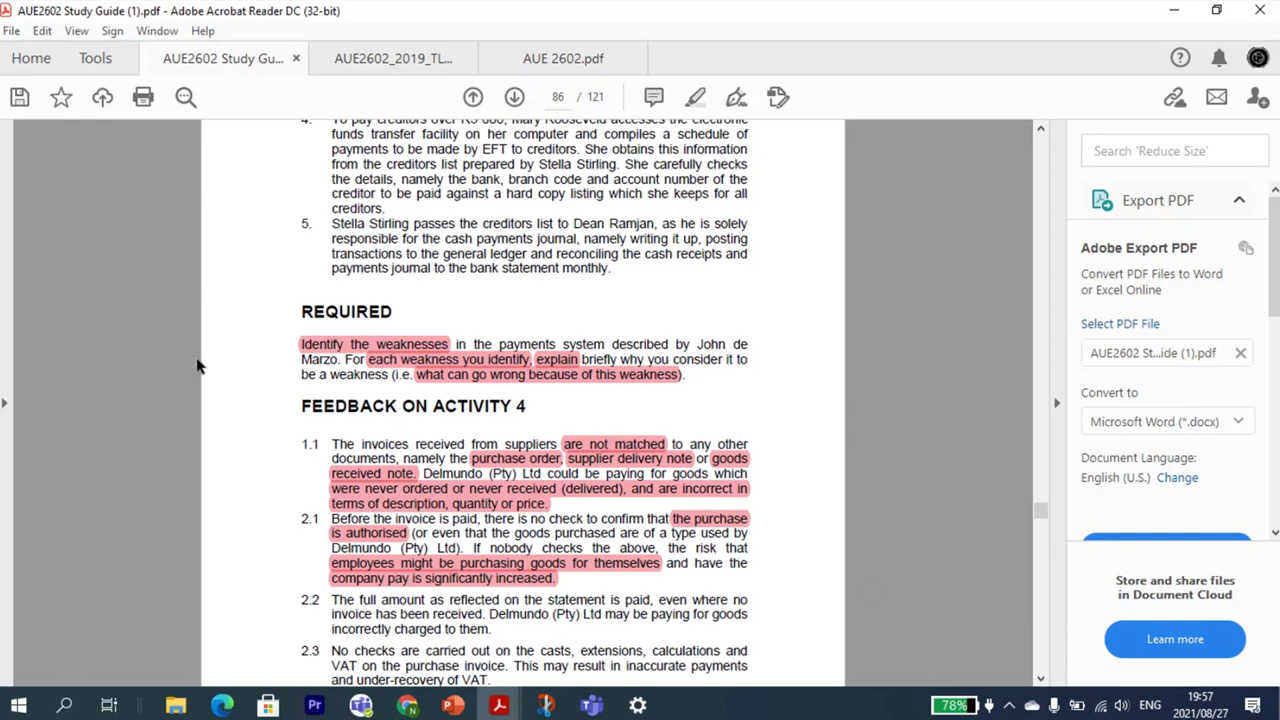 AUE2602 Study Guide (1).pdf - Adobe Acrobat Reader DC (32-bit)
File Edit View Sign Window Help
Home Tools AUE2602 Study Gu... × AUE2602_2019_TL... AUE 2602.pdf
86 / 121
4. To pay creditors over R5 000, Mary Rooseveld accesses the electronic
funds transfer facility on her computer and compiles a schedule of
payments to be made by EFT to creditors. She obtains this information
from the creditors list prepared by Stella Stirling. She carefully checks
the details, namely the bank, branch code and account number of the
creditor to be paid against a hard copy listing which she keeps for all
creditors.
5. Stella Stirling passes the creditors list to Dean Ramjan, as he is solely
responsible for the cash payments journal, namely writing it up, posting
transactions to the general ledger and reconciling the cash receipts and
payments journal to the bank statement monthly.
REQUIRED
Identify the weaknesses in the payments system described by John de
Marzo. For each weakness you identify, explain briefly why you consider it to
be a weakness (i.e. what can go wrong because of this weakness).
FEEDBACK ON ACTIVITY 4
1.1 The invoices received from suppliers are not matched to any other
documents, namely the purchase order, supplier delivery note or goods
received note. Delmundo (Pty) Ltd could be paying for goods which
were never ordered or never received (delivered), and are incorrect in
terms of description, quantity or price.
2.1 Before the invoice is paid, there is no check to confirm that the purchase
is authorised (or even that the goods purchased are of a type used by
Delmundo (Pty) Ltd). If nobody checks the above, the risk that
employees might be purchasing goods for themselves and have the
company pay is significantly increased.
2.2 The full amount as reflected on the statement is paid, even where no
invoice has been received. Delmundo (Pty) Ltd may be paying for goods
incorrectly charged to them.
2.3 No checks are carried out on the casts, extensions, calculations and
VAT on the purchase invoice. This may result in inaccurate payments
and under-recovery of VAT.
Search 'Reduce Size'
Export PDF
Adobe Export PDF
Convert PDF Files to Word
or Excel Online
Select PDF File
AUE2602 St...ide (1).pdf
Convert to
Microsoft Word (*.docx)
Document Language:
English (U.S.) Change
Store and share files
in Document Cloud
Learn more
78%
19:57
2021/08/27